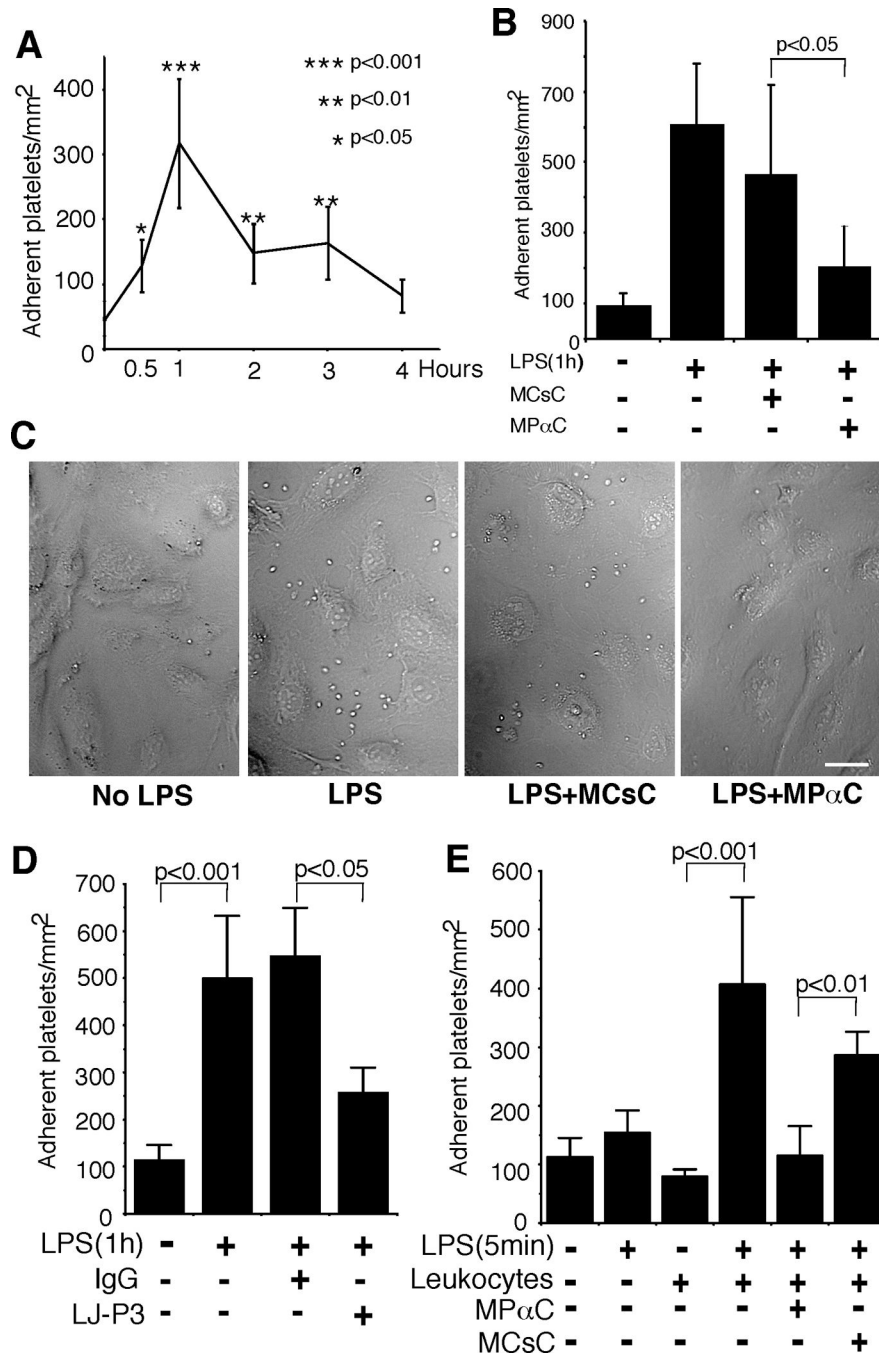 A
Adherent platelets/mm²
400
300
200
100
0
0.5 1 2 3 4 Hours
*** p<0.001
** p<0.01
* p<0.05
*
***
**
**
B
Adherent platelets/mm²
900
700
500
300
100
0
p<0.05
LPS(1h) - + + +
MCsC - - + -
MPαC - - - +
C
No LPS
LPS
LPS+MCsC
LPS+MPαC
D
Adherent platelets/mm²
700
600
500
400
300
200
100
0
p<0.001
p<0.05
LPS(1h) - + + +
IgG - - + -
LJ-P3 - - - +
E
Adherent platelets/mm²
600
500
400
300
200
100
0
p<0.001
p<0.01
LPS(5min) - + - + + +
Leukocytes - - + + + +
MPαC - - - - + -
MCsC - - - - - +